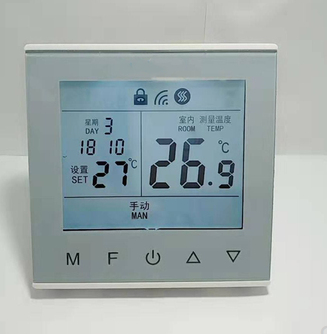 星期 3
DAY
18 10
设置 27℃
SET
室内 测量温度
ROOM TEMP
26.9 ℃
手动
MAN
M F